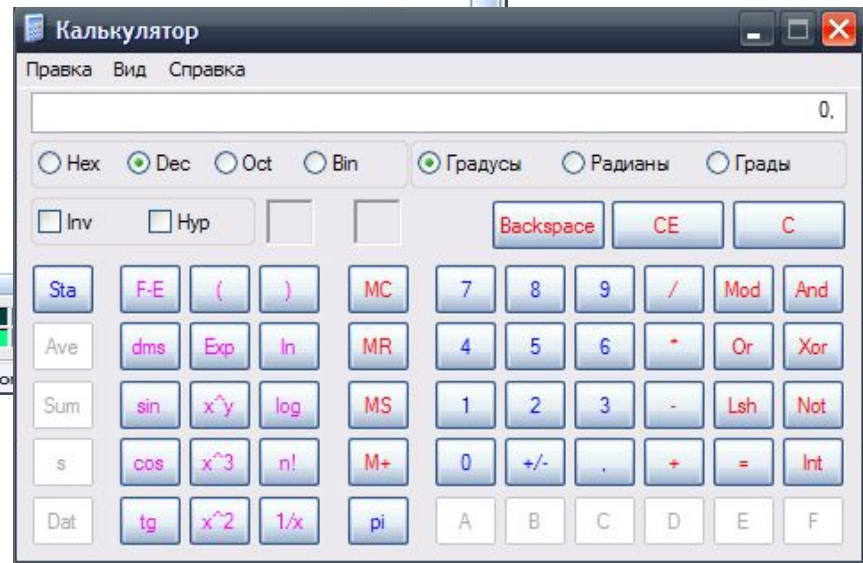 Калькулятор
Правка Вид Справка
0,
Hex Dec Oct Bin Градусы Радианы Грады
Inv Hyp Backspace CE C
Sta F-E ( ) MC 7 8 9 / Mod And
Ave dms Exp ln MR 4 5 6 * Or Xor
Sum sin x^y log MS 1 2 3 - Lsh Not
s cos x^3 n! M+ 0 +/- , + = Int
Dat tg x^2 1/x pi A B C D E F